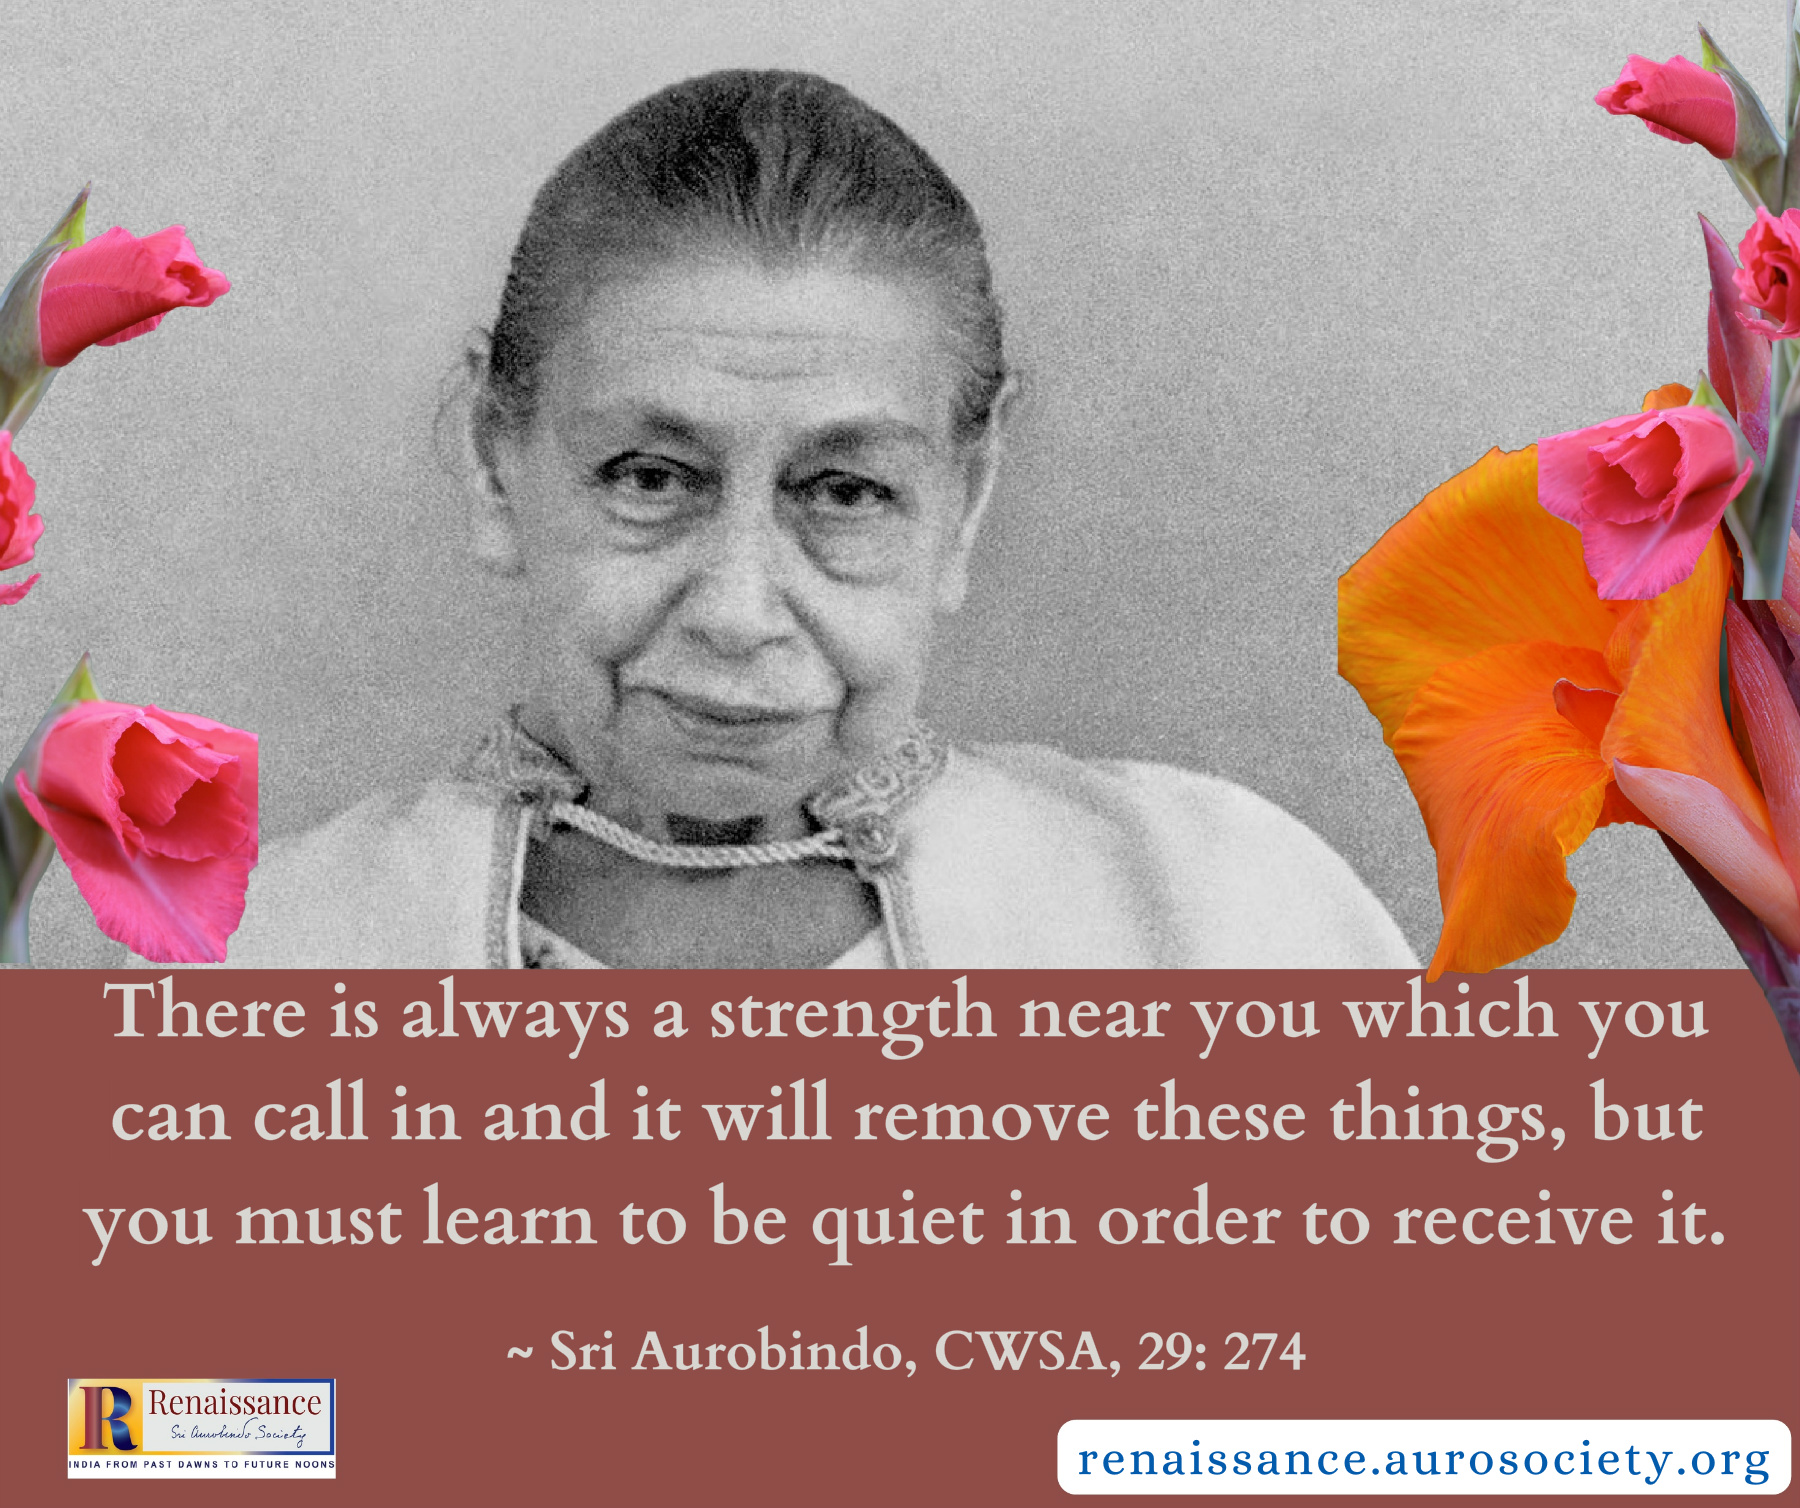 There is always a strength near you which you
can call in and it will remove these things, but
you must learn to be quiet in order to receive it.
~ Sri Aurobindo, CWSA, 29: 274
R Renaissance
Sri Aurobindo Society
INDIA FROM PAST DAWNS TO FUTURE NOONS
renaissance.aurosociety.org